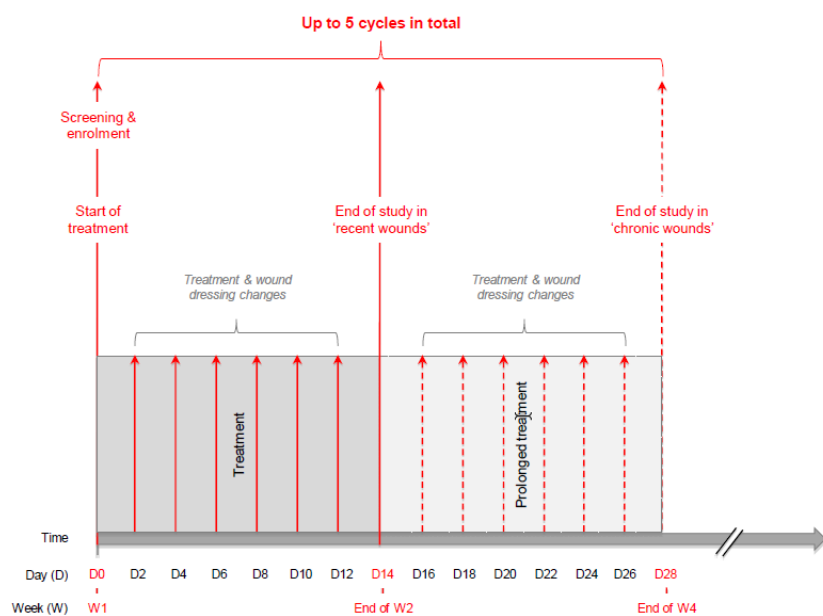 Up to 5 cycles in total
Screening &
enrolment
Start of
treatment
End of study in
'recent wounds'
End of study in
'chronic wounds'
Treatment & wound
dressing changes
Treatment & wound
dressing changes
Treatment
Prolonged treatment
Time
Day (D) D0 D2 D4 D6 D8 D10 D12 D14 D16 D18 D20 D22 D24 D26 D28
Week (W) W1 End of W2 End of W4